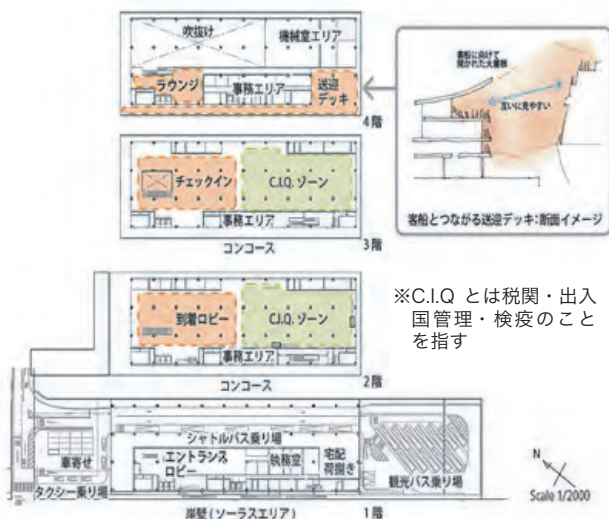 吹抜け
機械室エリア
ラウンジ
事務エリア
送迎
デッキ
4階
客船に向けて
開かれた大屋根
互いに見やすい
客船とつながる送迎デッキ:断面イメージ
チェックイン
C.I.Q. ゾーン
事務エリア
コンコース
3階
到着ロビー
C.I.Q. ゾーン
事務エリア
コンコース
2階
※C.I.Q とは税関・出入
国管理・検疫のこと
を指す
シャトルバス乗り場
車寄せ
エントランス
ロビー
執務室
宅配
荷捌き
タクシー乗り場
観光バス乗り場
岸壁(ソーラスエリア)
1階
N
Scale 1/2000